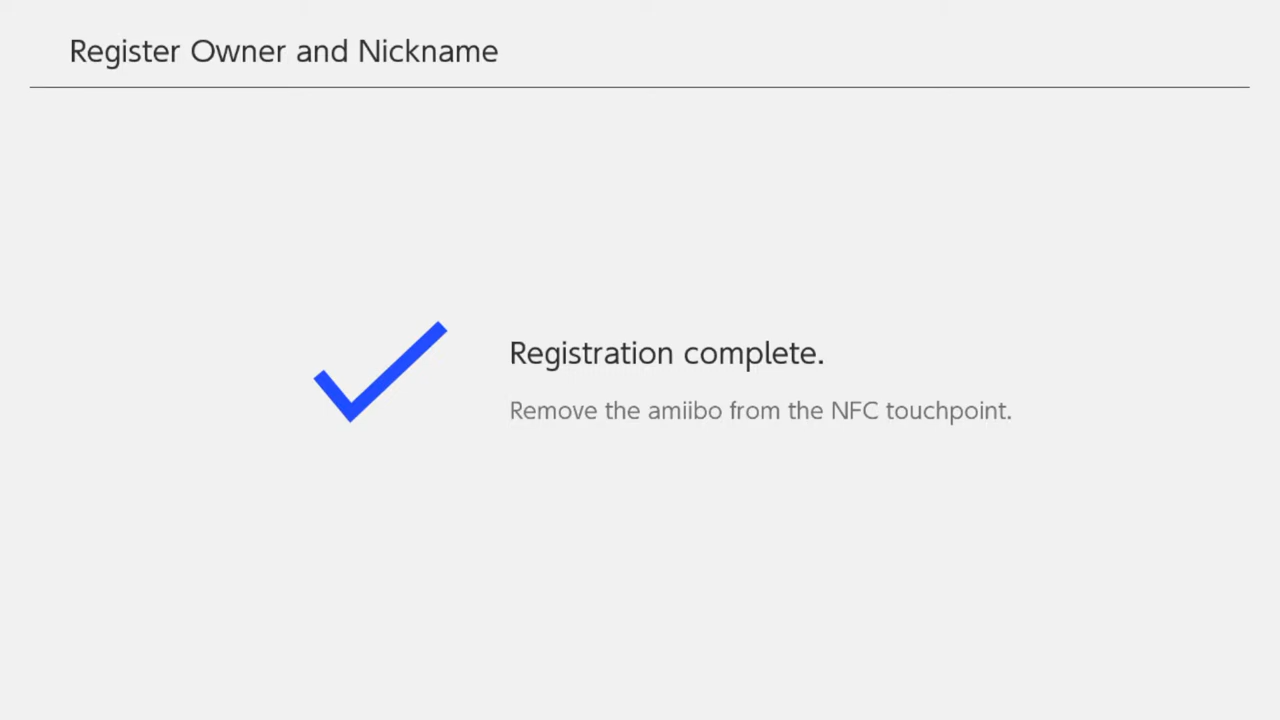 Register Owner and Nickname
Registration complete.
Remove the amiibo from the NFC touchpoint.